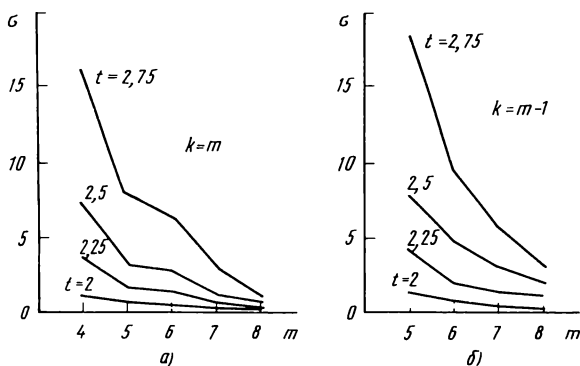 σ
15
10
5
0
t = 2,75
k = m
2,5
2,25
t = 2
4 5 6 7 8 m
а)
σ
15
10
5
0
t = 2,75
k = m-1
2,5
2,25
t = 2
5 6 7 8 m
б)